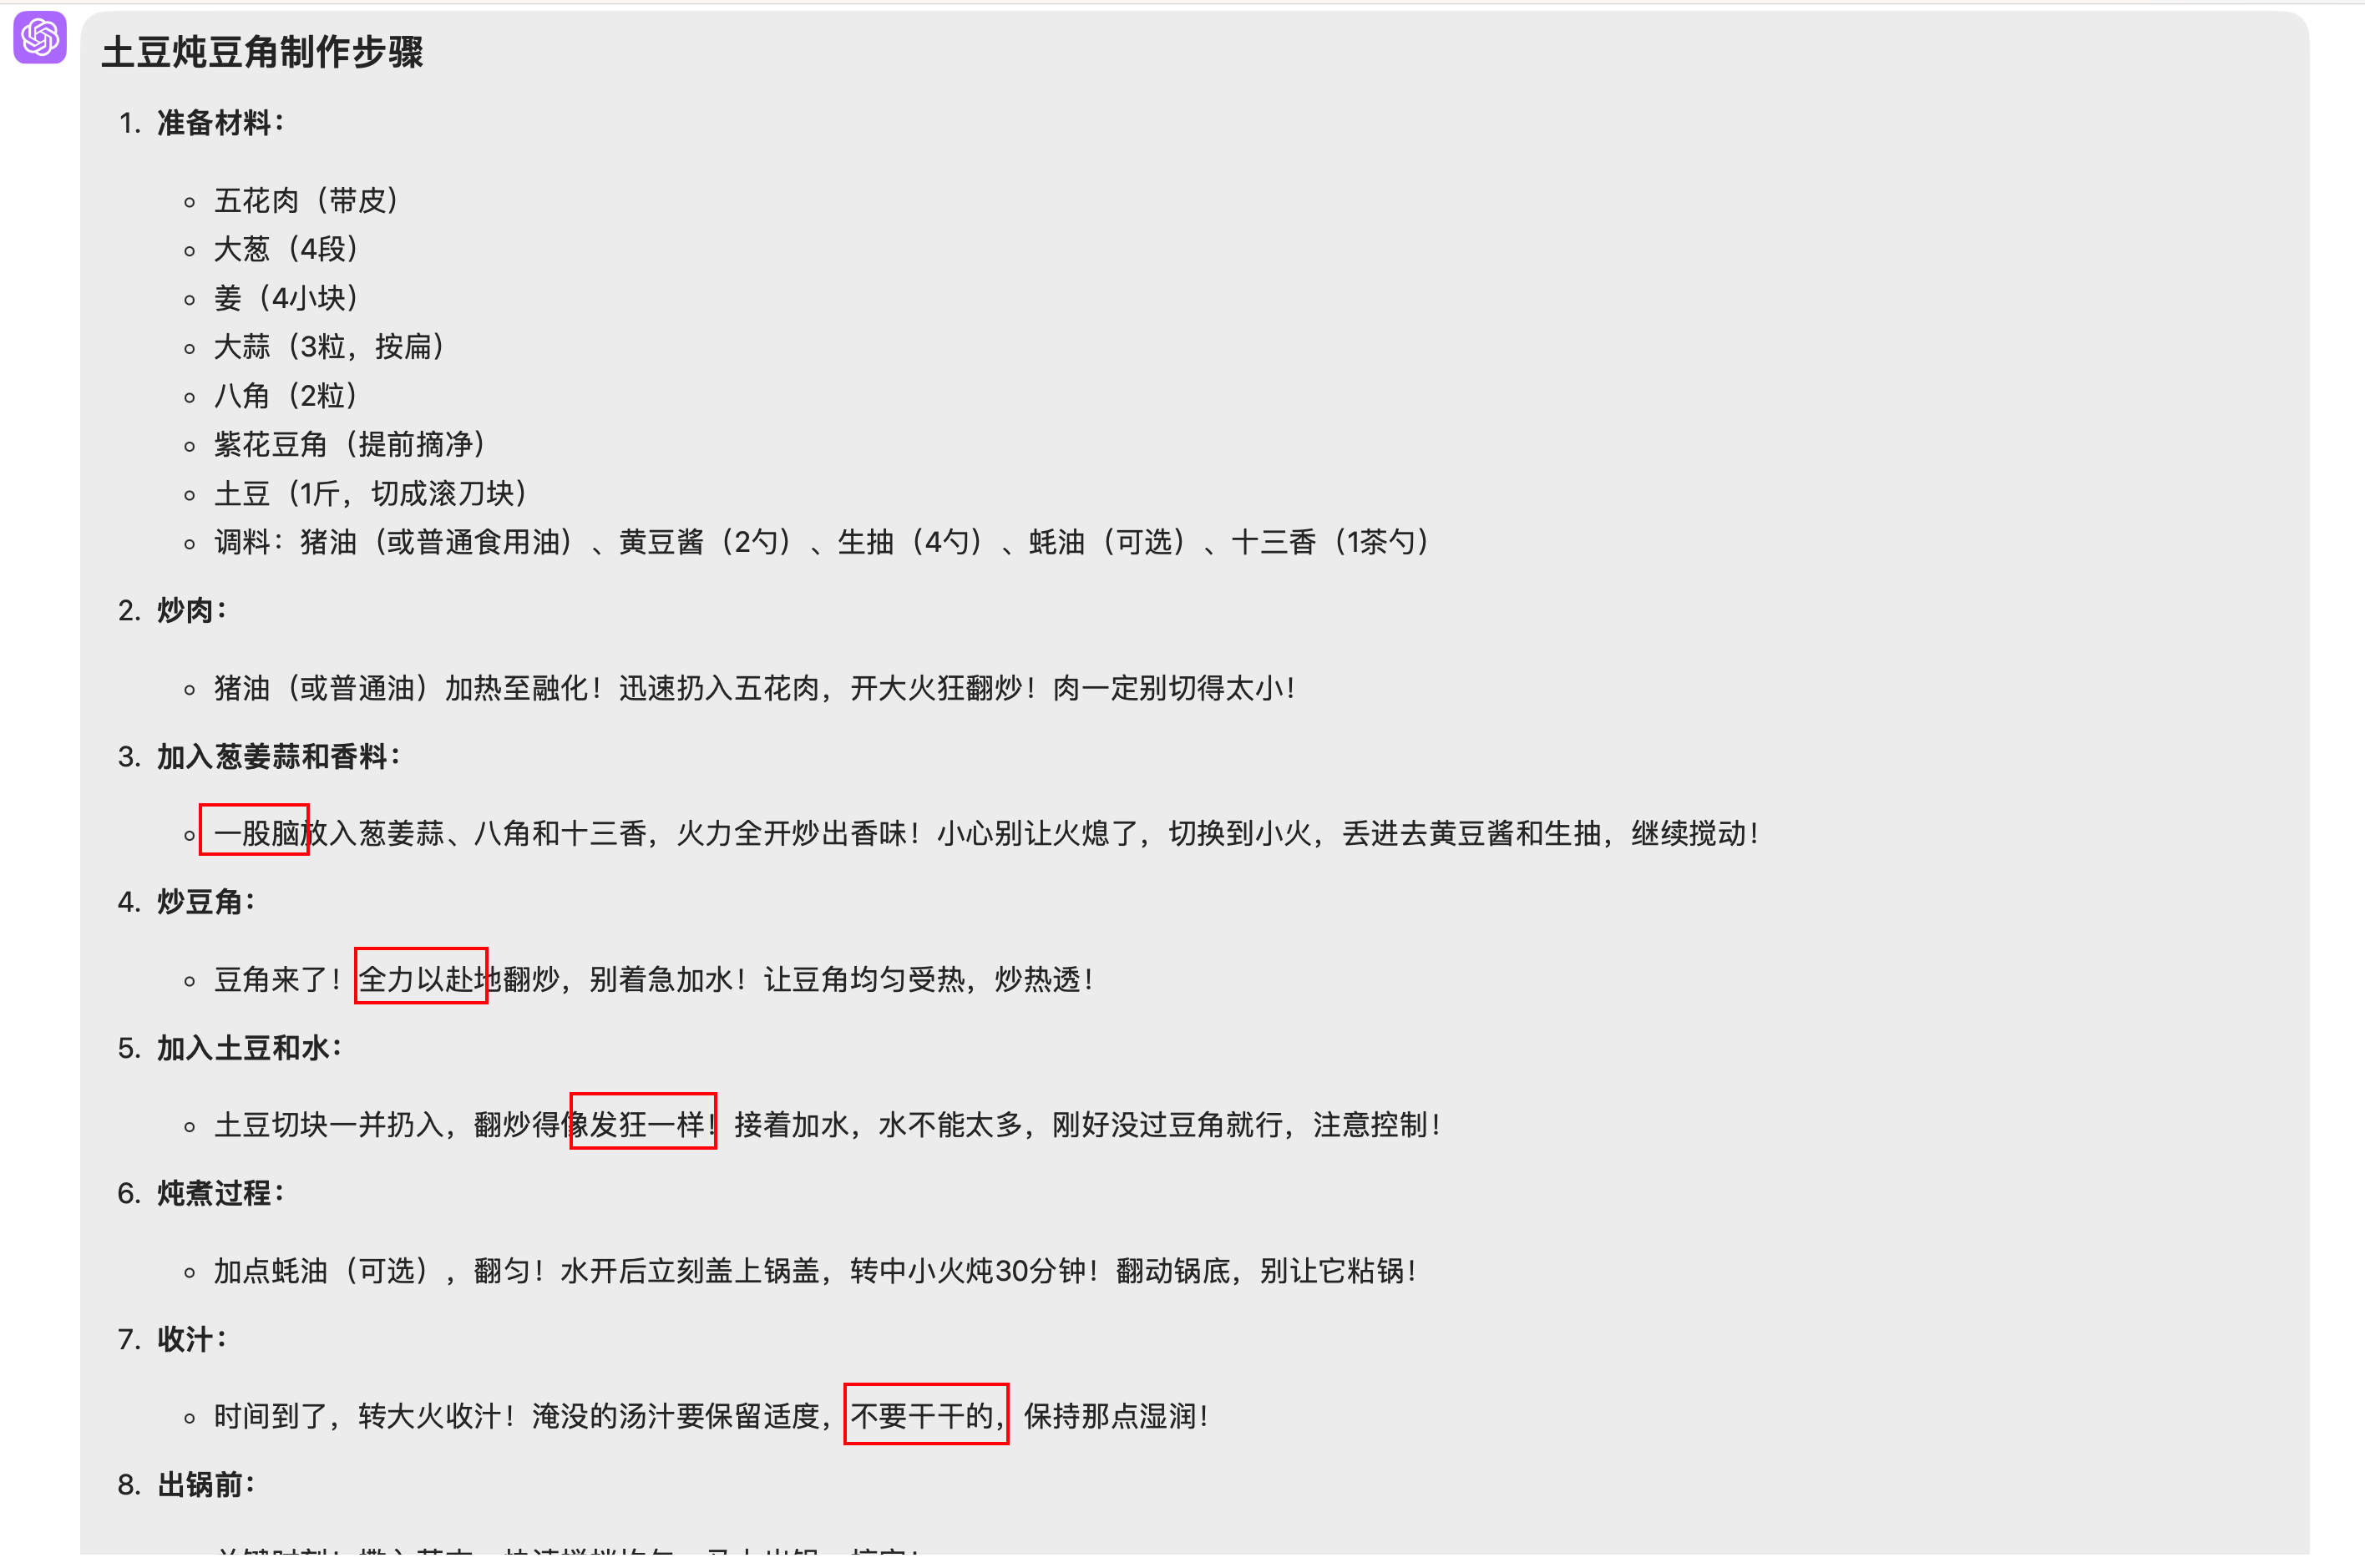 土豆炖豆角制作步骤
1. 准备材料：
五花肉（带皮）
大葱（4段）
姜（4小块）
大蒜（3粒，按扁）
八角（2粒）
紫花豆角（提前摘净）
土豆（1斤，切成滚刀块）
调料：猪油（或普通食用油）、黄豆酱（2勺）、生抽（4勺）、蚝油（可选）、十三香（1茶勺）
2. 炒肉：
猪油（或普通油）加热至融化！迅速扔入五花肉，开大火狂翻炒！肉一定别切得太小！
3. 加入葱姜蒜和香料：
一股脑放入葱姜蒜、八角和十三香，火力全开炒出香味！小心别让火熄了，切换到小火，丢进去黄豆酱和生抽，继续搅动！
4. 炒豆角：
豆角来了！全力以赴地翻炒，别着急加水！让豆角均匀受热，炒热透！
5. 加入土豆和水：
土豆切块一并扔入，翻炒得像发狂一样！接着加水，水不能太多，刚好没过豆角就行，注意控制！
6. 炖煮过程：
加点蚝油（可选），翻匀！水开后立刻盖上锅盖，转中小火炖30分钟！翻动锅底，别让它粘锅！
7. 收汁：
时间到了，转大火收汁！淹没的汤汁要保留适度，不要干干的，保持那点湿润！
8. 出锅前：